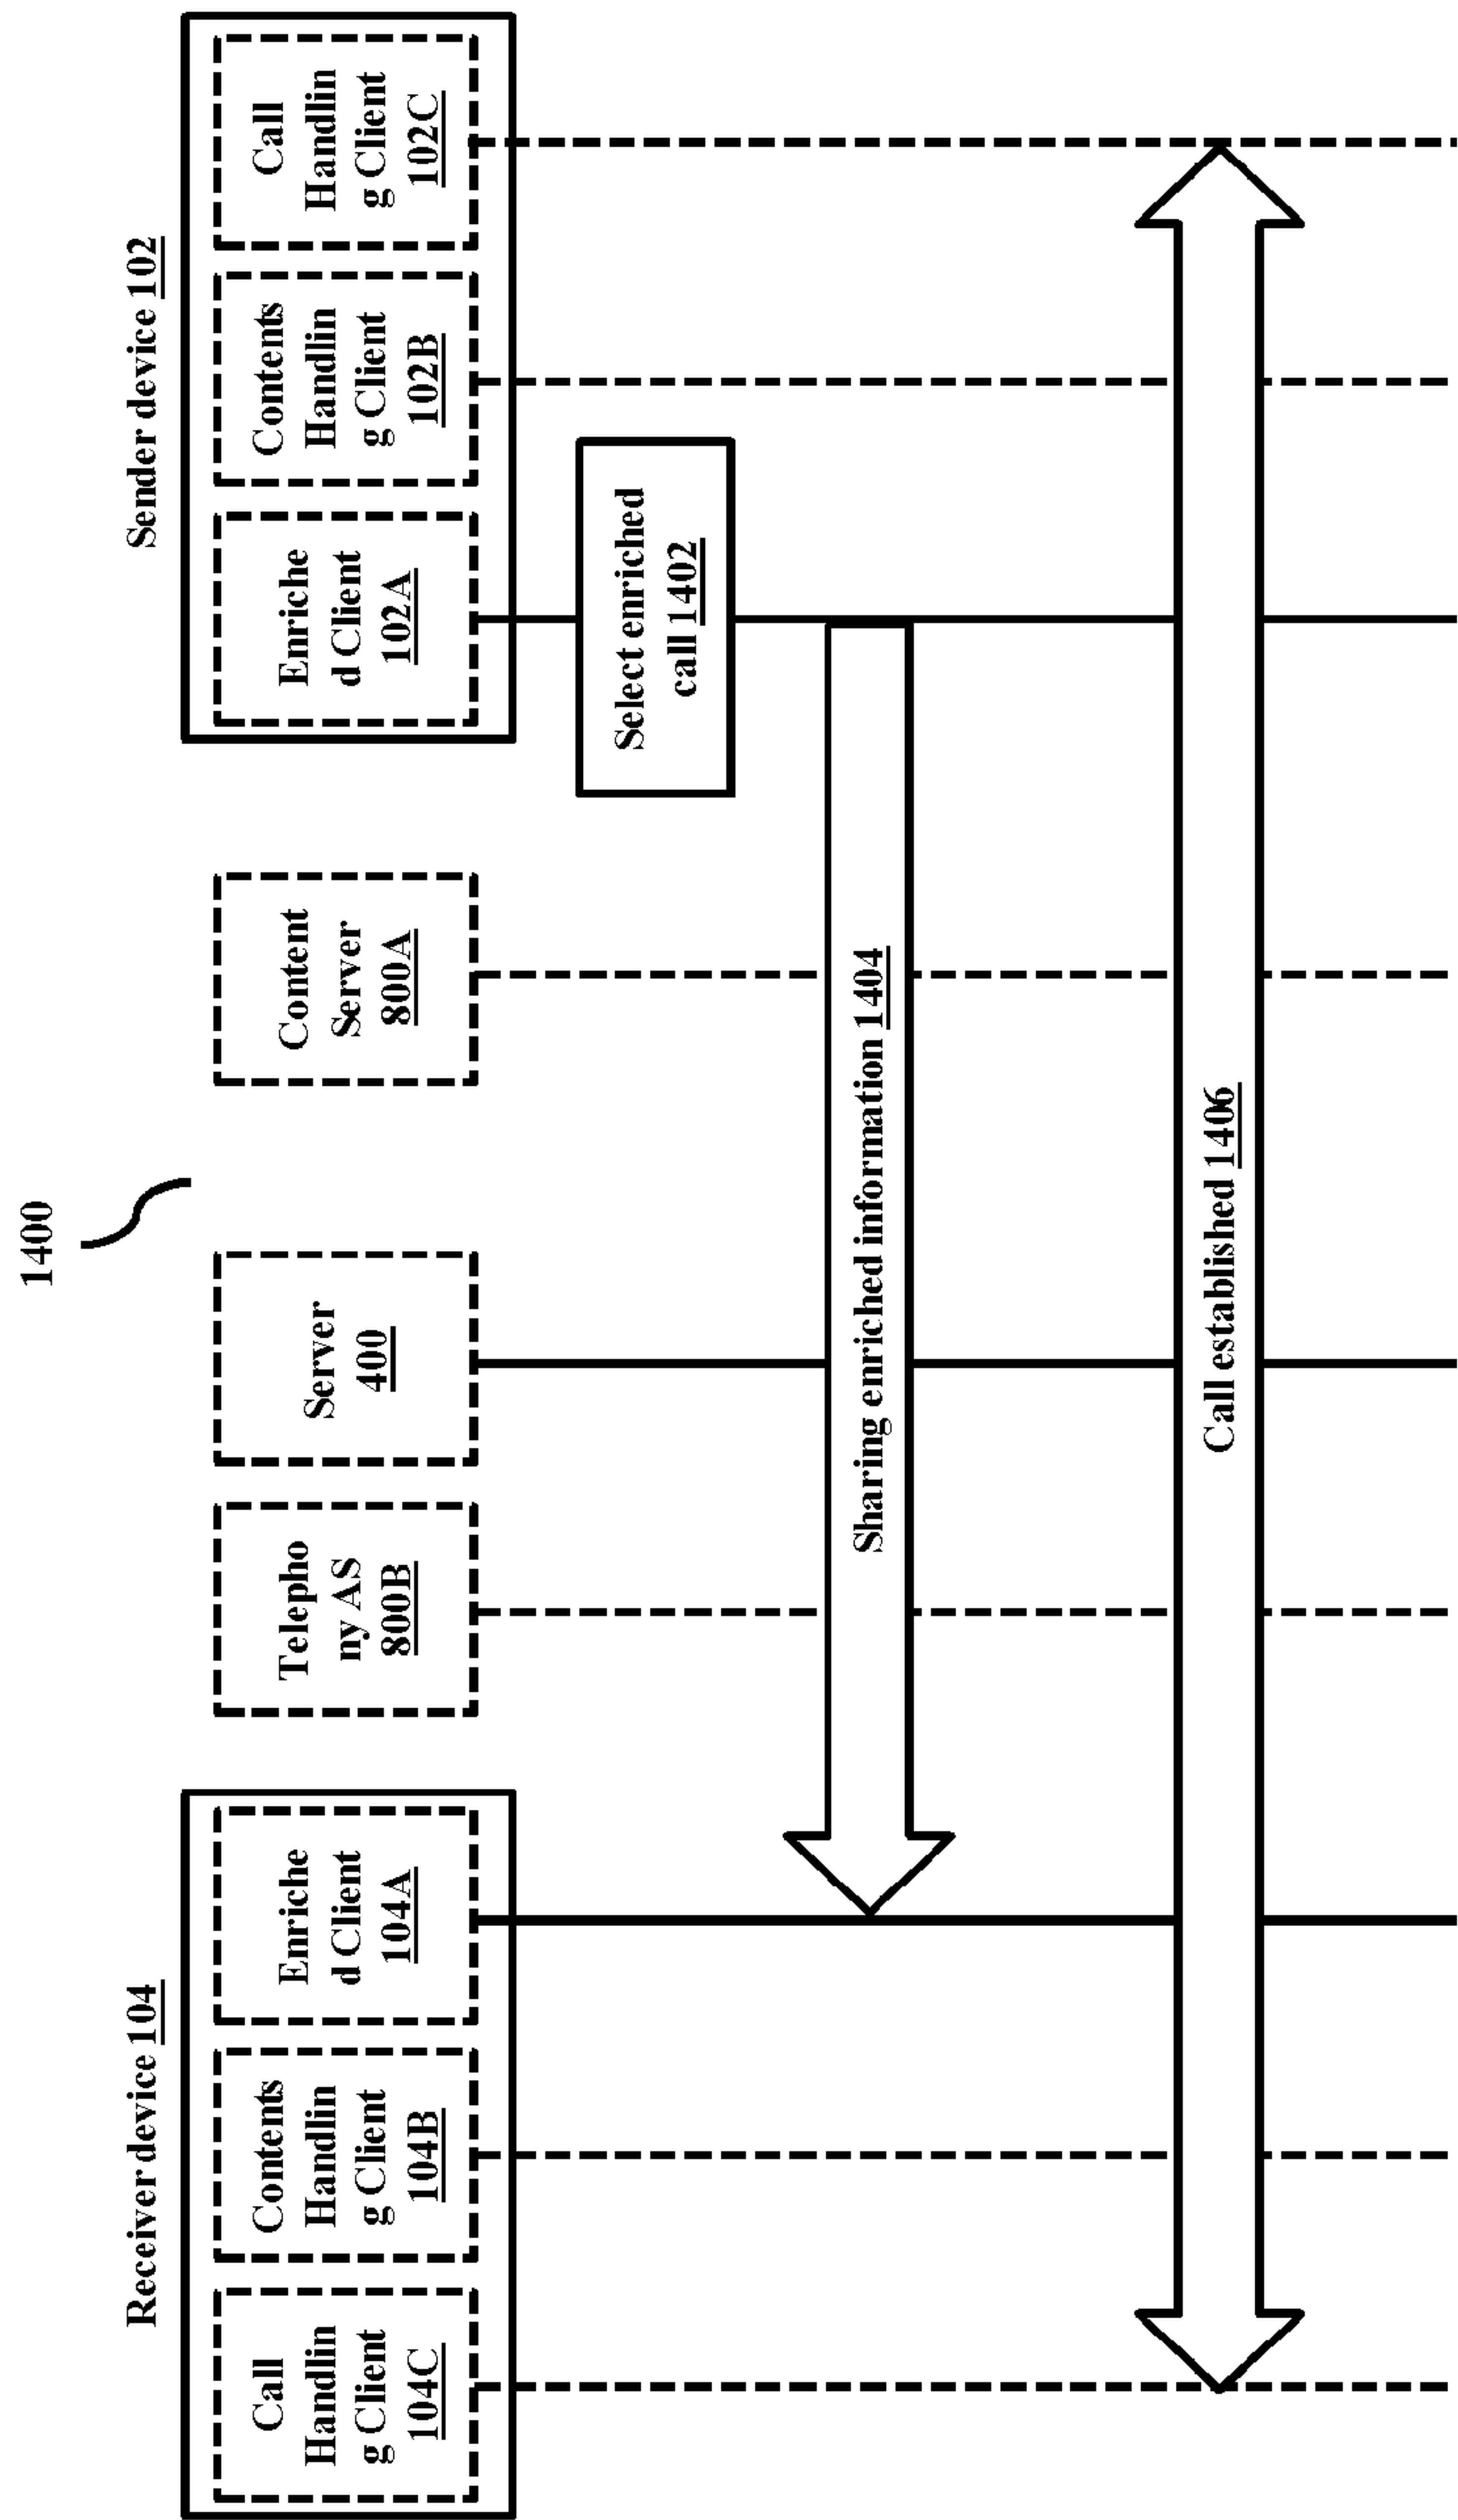 1400
Receiver device 104
Sender device 102
Call
Handlin
g Client
104C
Contents
Handlin
g Client
104B
Enriche
d Client
104A
Telepho
ny AS
800B
Server
400
Content
Server
800A
Enriche
d Client
102A
Contents
Handlin
g Client
102B
Call
Handlin
g Client
102C
Select enriched
call 1402
Sharing enriched information 1404
Call established 1406